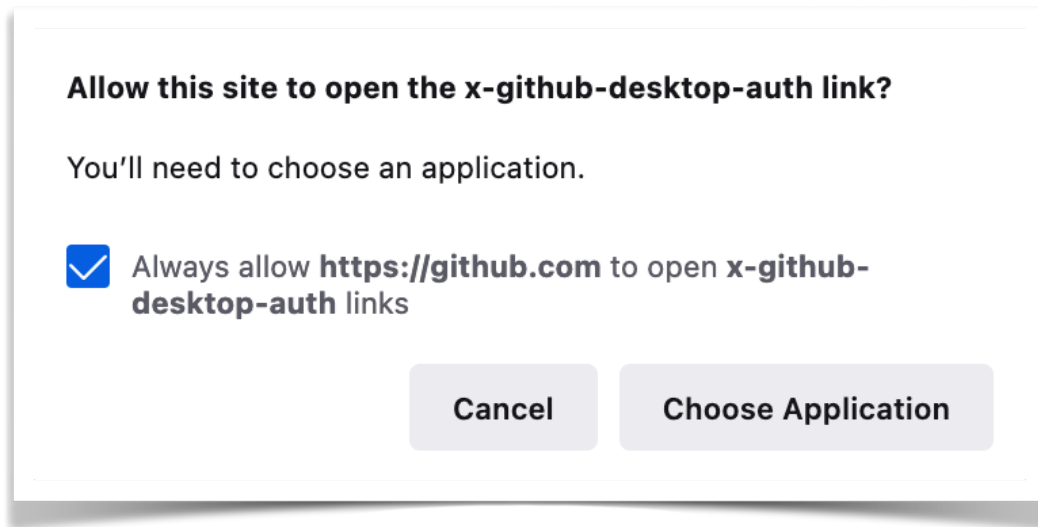 Allow this site to open the x-github-desktop-auth link?
You’ll need to choose an application.
Always allow https://github.com to open x-github-
desktop-auth links
Cancel
Choose Application